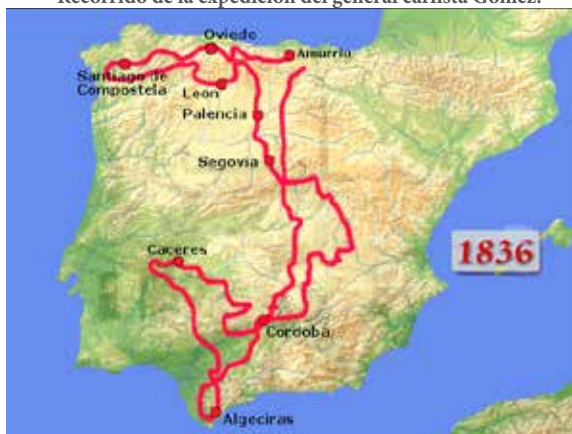 Recorrido de la expedición del general carlista Gómez.
Oviedo
Amurrio
Santiago de
Compostela
León
Palencia
Segovia
Caceres
1836
Cordoba
Algeciras